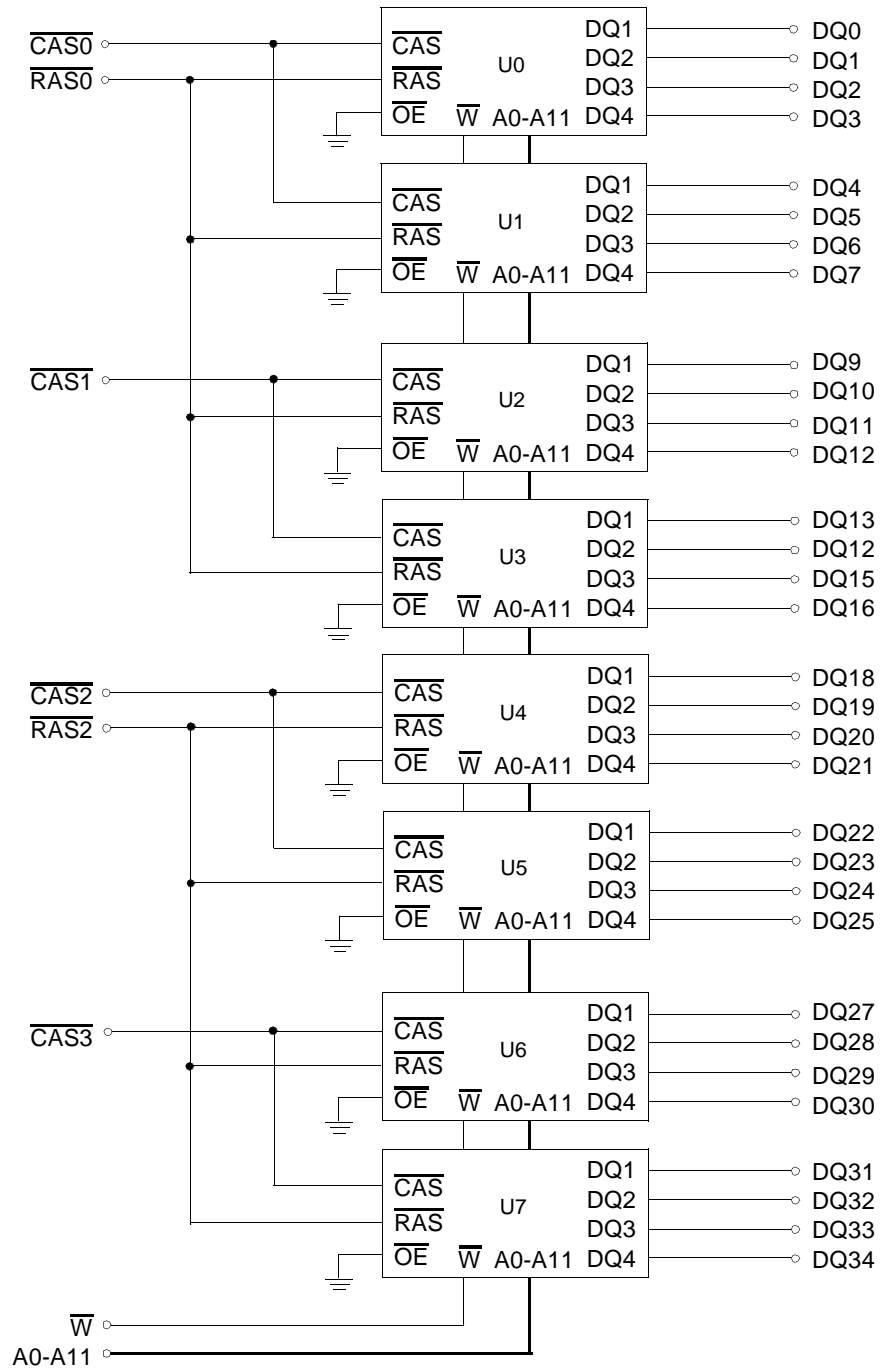 CAS0
RAS0
CAS
RAS
OE
U0
W
A0-A11
DQ1
DQ2
DQ3
DQ4
DQ0
DQ1
DQ2
DQ3
CAS
RAS
OE
U1
W
A0-A11
DQ1
DQ2
DQ3
DQ4
DQ4
DQ5
DQ6
DQ7
CAS1
CAS
RAS
OE
U2
W
A0-A11
DQ1
DQ2
DQ3
DQ4
DQ9
DQ10
DQ11
DQ12
CAS
RAS
OE
U3
W
A0-A11
DQ1
DQ2
DQ3
DQ4
DQ13
DQ12
DQ15
DQ16
CAS2
RAS2
CAS
RAS
OE
U4
W
A0-A11
DQ1
DQ2
DQ3
DQ4
DQ18
DQ19
DQ20
DQ21
CAS
RAS
OE
U5
W
A0-A11
DQ1
DQ2
DQ3
DQ4
DQ22
DQ23
DQ24
DQ25
CAS3
CAS
RAS
OE
U6
W
A0-A11
DQ1
DQ2
DQ3
DQ4
DQ27
DQ28
DQ29
DQ30
CAS
RAS
OE
U7
W
A0-A11
DQ1
DQ2
DQ3
DQ4
DQ31
DQ32
DQ33
DQ34
W
A0-A11